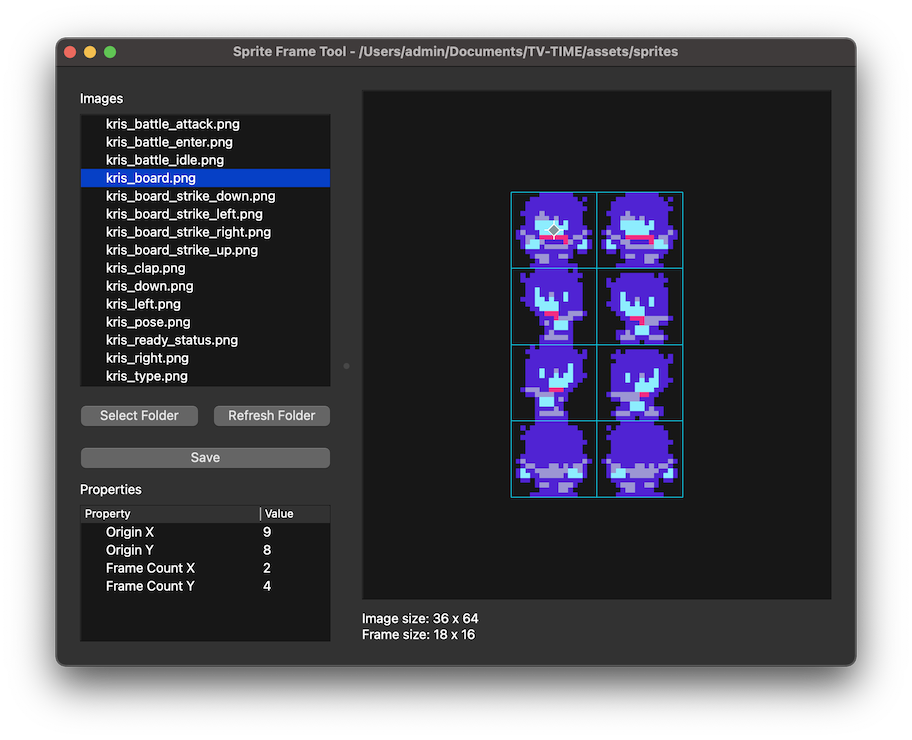 Sprite Frame Tool - /Users/admin/Documents/TV-TIME/assets/sprites
Images
kris_battle_attack.png
kris_battle_enter.png
kris_battle_idle.png
kris_board.png
kris_board_strike_down.png
kris_board_strike_left.png
kris_board_strike_right.png
kris_board_strike_up.png
kris_clap.png
kris_down.png
kris_left.png
kris_pose.png
kris_ready_status.png
kris_right.png
kris_type.png
Select Folder Refresh Folder
Save
Properties
Property Value
Origin X 9
Origin Y 8
Frame Count X 2
Frame Count Y 4
Image size: 36 x 64
Frame size: 18 x 16